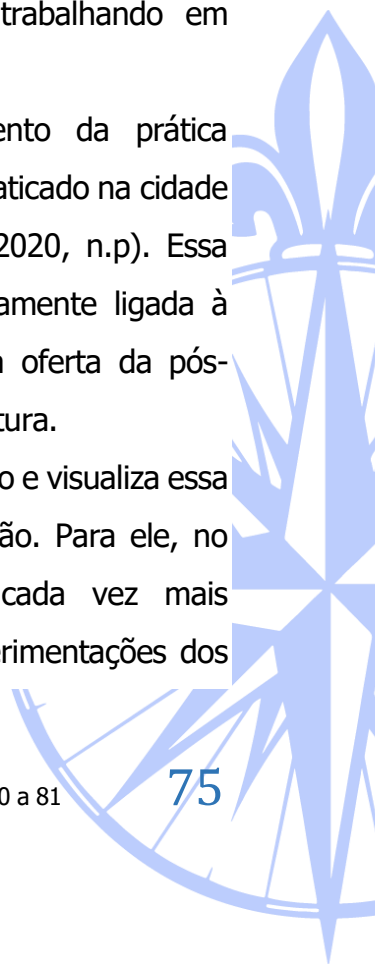 trabalhando em
ento da prática
aticado na cidade
2020, n.p). Essa
amente ligada à
oferta da pós-
tura.
o e visualiza essa
ão. Para ele, no
cada vez mais
erimentações dos
0 a 81
75